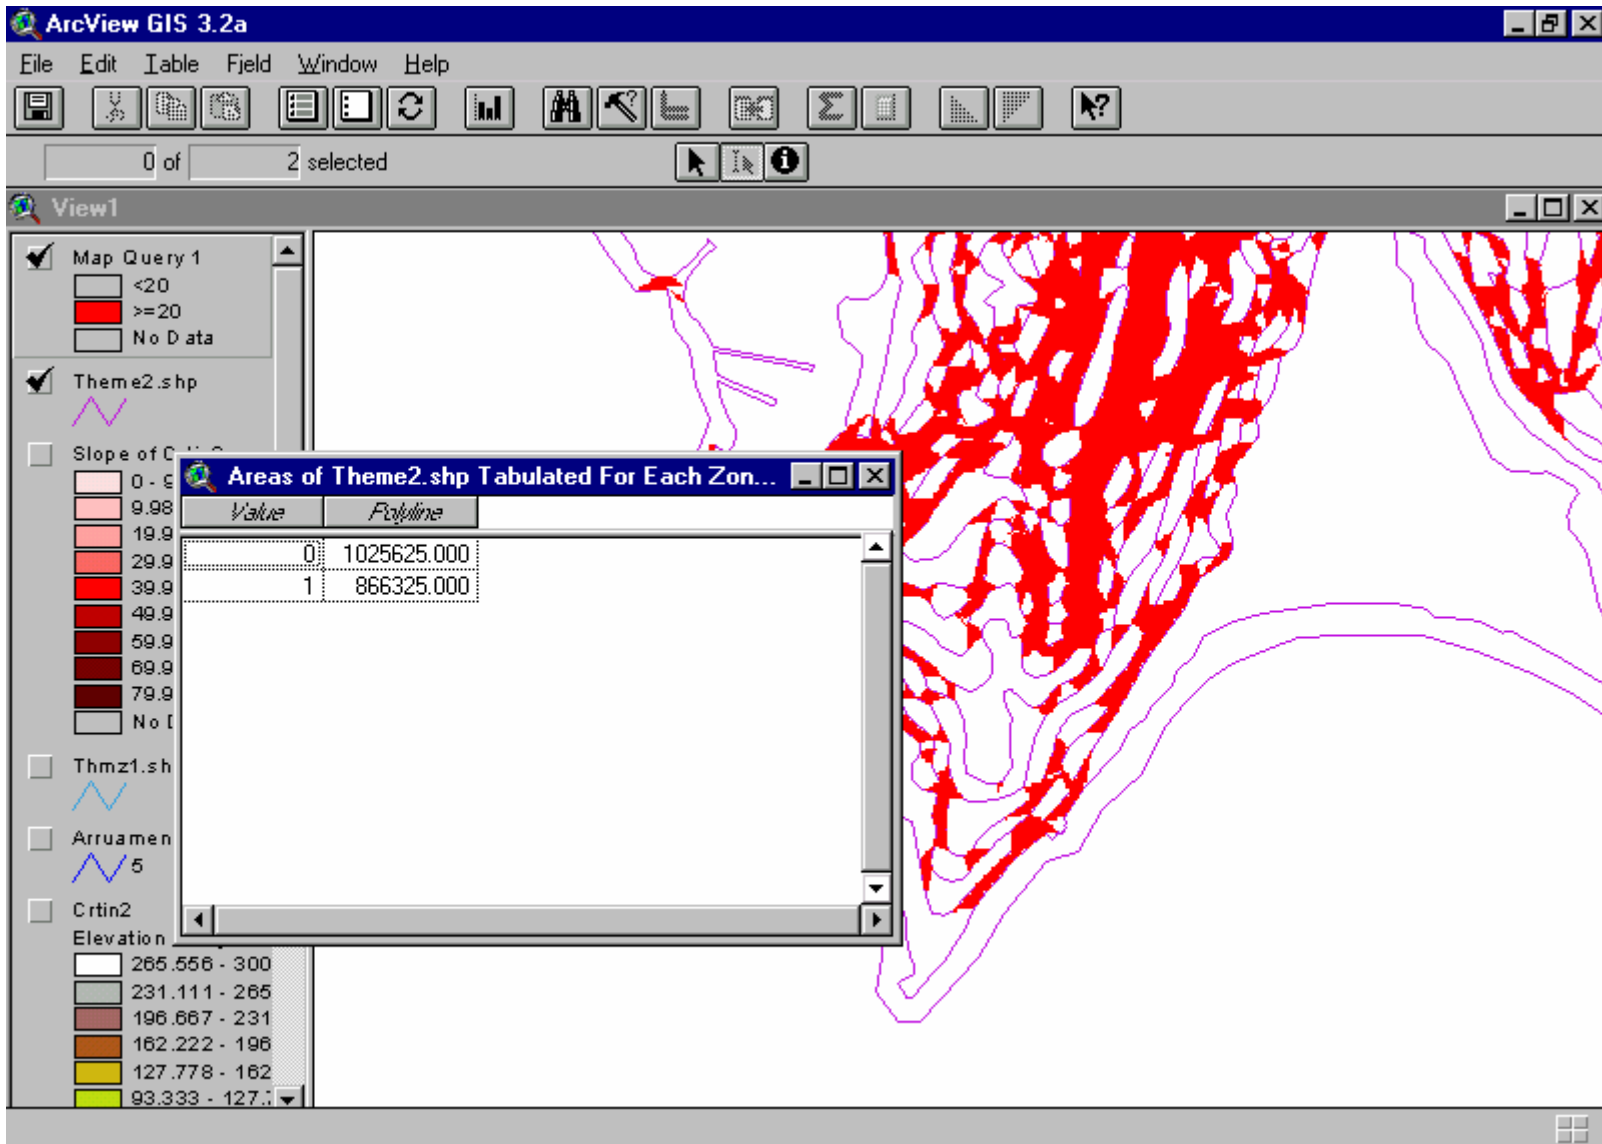 ArcView GIS 3.2a
File Edit Table Field Window Help
0 of 2 selected
View1
Map Query 1
<20
>=20
No Data
Theme2.shp
Slope of
0 -
9.98
19.9
29.9
39.9
49.9
59.9
69.9
79.9
No
Areas of Theme2.shp Tabulated For Each Zon...
Value Polyline
0 1025625.000
1 866325.000
Thmz1.sh
Arruamen
5
Crtin2
Elevation
265.556 - 300
231.111 - 265
196.667 - 231
162.222 - 196
127.778 - 162
93.333 - 127.